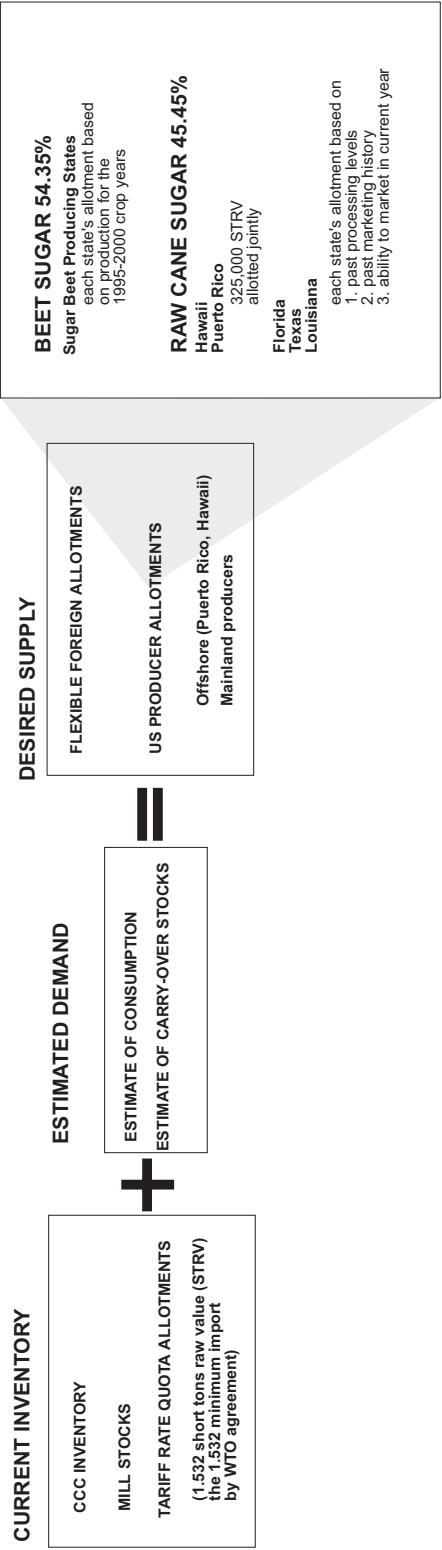 CURRENT INVENTORY
CCC INVENTORY
MILL STOCKS
TARIFF RATE QUOTA ALLOTMENTS
(1.532 short tons raw value (STRV)
the 1.532 minimum import
by WTO agreement)
+
ESTIMATED DEMAND
ESTIMATE OF CONSUMPTION
ESTIMATE OF CARRY-OVER STOCKS
=
DESIRED SUPPLY
FLEXIBLE FOREIGN ALLOTMENTS
US PRODUCER ALLOTMENTS
Offshore (Puerto Rico, Hawaii)
Mainland producers
BEET SUGAR 54.35%
Sugar Beet Producing States
each state's allotment based
on production for the
1995-2000 crop years
RAW CANE SUGAR 45.45%
Hawaii
Puerto Rico
325,000 STRV
allotted jointly
Florida
Texas
Louisiana
each state's allotment based on
1. past processing levels
2. past marketing history
3. ability to market in current year